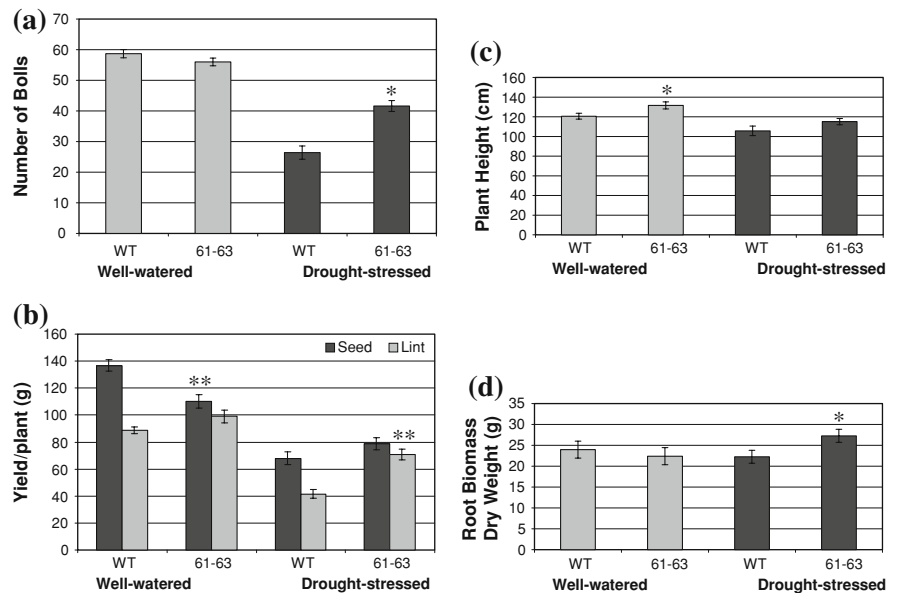 (a)
Number of Bolls
70
60
50
40
30
20
10
0
*
WT 61-63 WT 61-63
Well-watered Drought-stressed
(b)
Yield/plant (g)
160
140
120
100
80
60
40
20
0
Seed Lint
** **
WT 61-63 WT 61-63
Well-watered Drought-stressed
(c)
Plant Height (cm)
160
140
120
100
80
60
40
20
0
*
WT 61-63 WT 61-63
Well-watered Drought-stressed
(d)
Root Biomass
Dry Weight (g)
35
30
25
20
15
10
5
0
*
WT 61-63 WT 61-63
Well-watered Drought-stressed